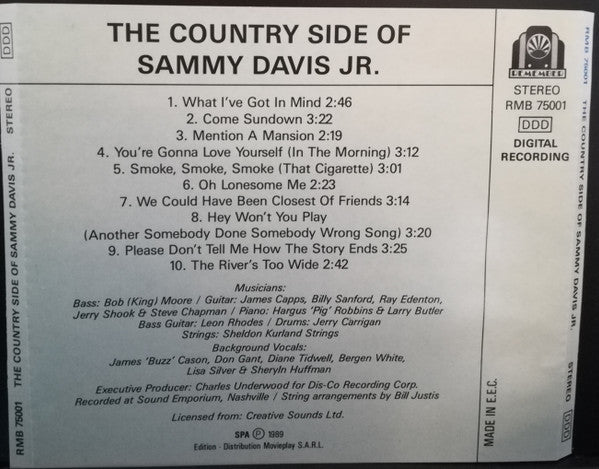 THE COUNTRY SIDE OF
SAMMY DAVIS JR.
1. What I've Got In Mind 2:46
2. Come Sundown 3:22
3. Mention A Mansion 2:19
4. You're Gonna Love Yourself (In The Morning) 3:12
5. Smoke, Smoke, Smoke (That Cigarette) 3:01
6. Oh Lonesome Me 2:23
7. We Could Have Been Closest Of Friends 3:14
8. Hey Won't You Play
(Another Somebody Done Somebody Wrong Song) 3:20
9. Please Don't Tell Me How The Story Ends 3:25
10. The River's Too Wide 2:42
Musicians:
Bass: Bob (King) Moore / Guitar: James Capps, Billy Sanford, Ray Edenton,
Jerry Shook & Steve Chapman / Piano: Hargus 'Pig' Robbins & Larry Butler
Bass Guitar: Leon Rhodes / Drums: Jerry Carrigan
Strings: Sheldon Kurland Strings
Background Vocals:
James 'Buzz' Cason, Don Gant, Diane Tidwell, Bergen White,
Lisa Silver & Sheryln Huffman
Executive Producer: Charles Underwood for Dis-Co Recording Corp.
Recorded at Sound Emporium, Nashville / String arrangements by Bill Justis
Licensed from: Creative Sounds Ltd.
SPA Ⓟ 1989
Edition - Distribution Movieplay S.A.R.L.
REMEMBER
STEREO
RMB 75001
DDD
DIGITAL
RECORDING
MADE IN E.E.C.
RMB 75001 THE COUNTRY SIDE OF SAMMY DAVIS JR. STEREO DDD
RMB 75001 THE COUNTRY SIDE OF SAMMY DAVIS JR. STEREO DDD